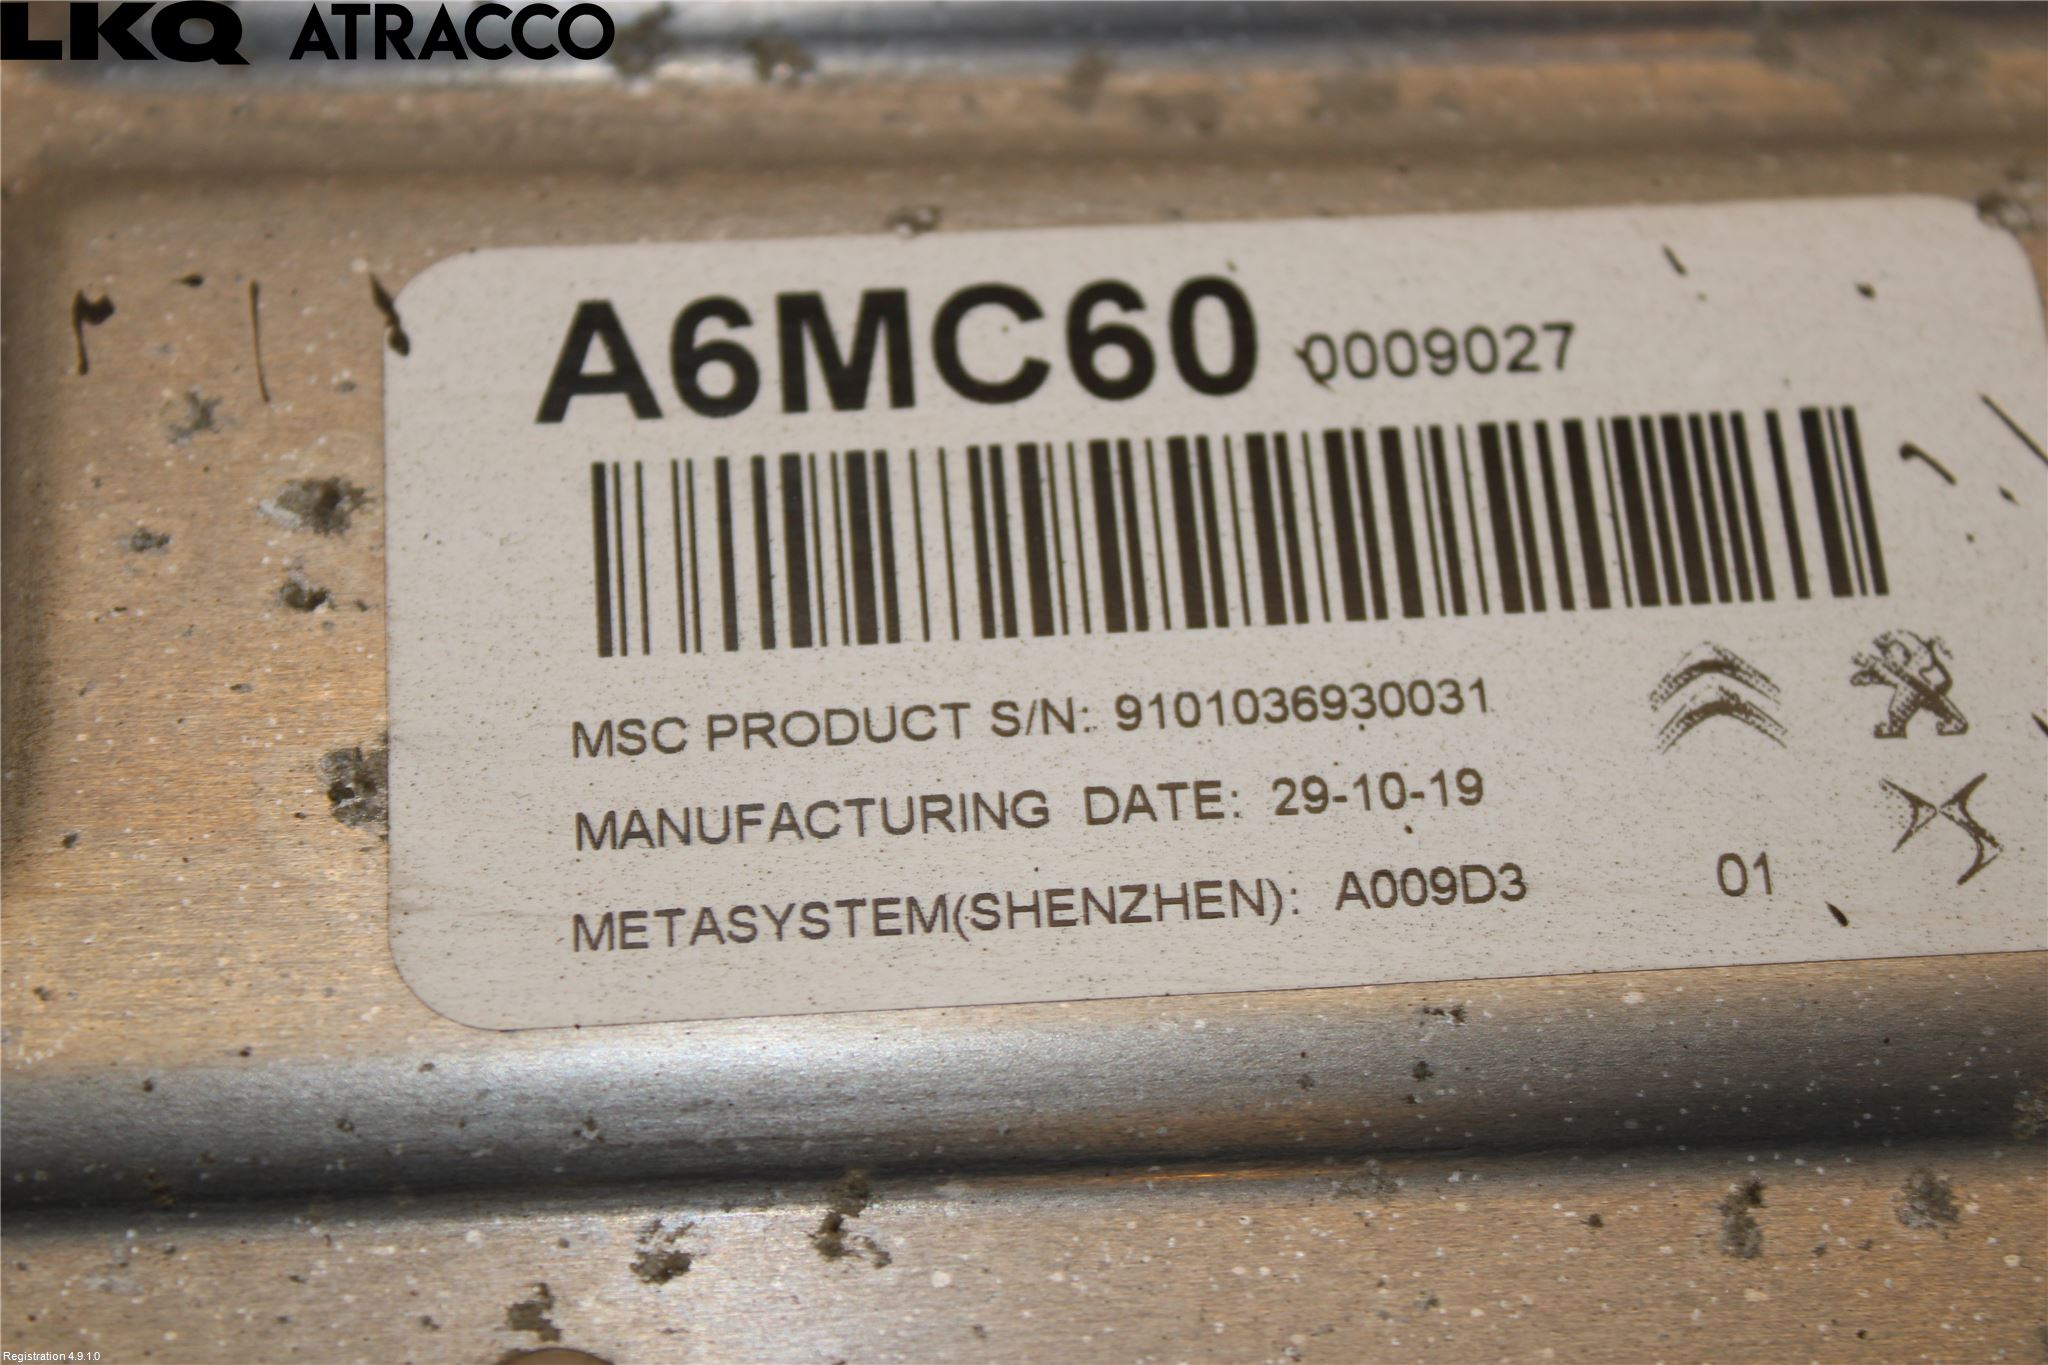 LKQ ATRACCO
A6MC60 0009027
MSC PRODUCT S/N: 9101036930031
MANUFACTURING DATE: 29-10-19
METASYSTEM(SHENZHEN): A009D3 01
Registration 4.9.1.0